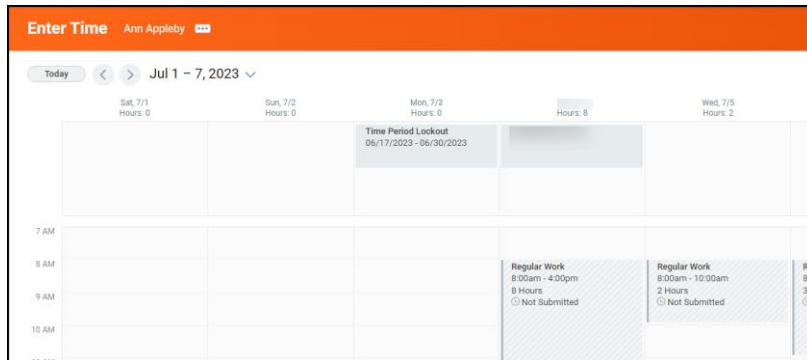 Enter Time Ann Appleby
Today Jul 1 – 7, 2023
Sat, 7/1
Hours: 0
Sun, 7/2
Hours: 0
Mon, 7/3
Hours: 0
Hours: 8
Wed, 7/5
Hours: 2
Time Period Lockout
06/17/2023 - 06/30/2023
7 AM
8 AM
9 AM
10 AM
Regular Work
8:00am - 4:00pm
8 Hours
Not Submitted
Regular Work
8:00am - 10:00am
2 Hours
Not Submitted